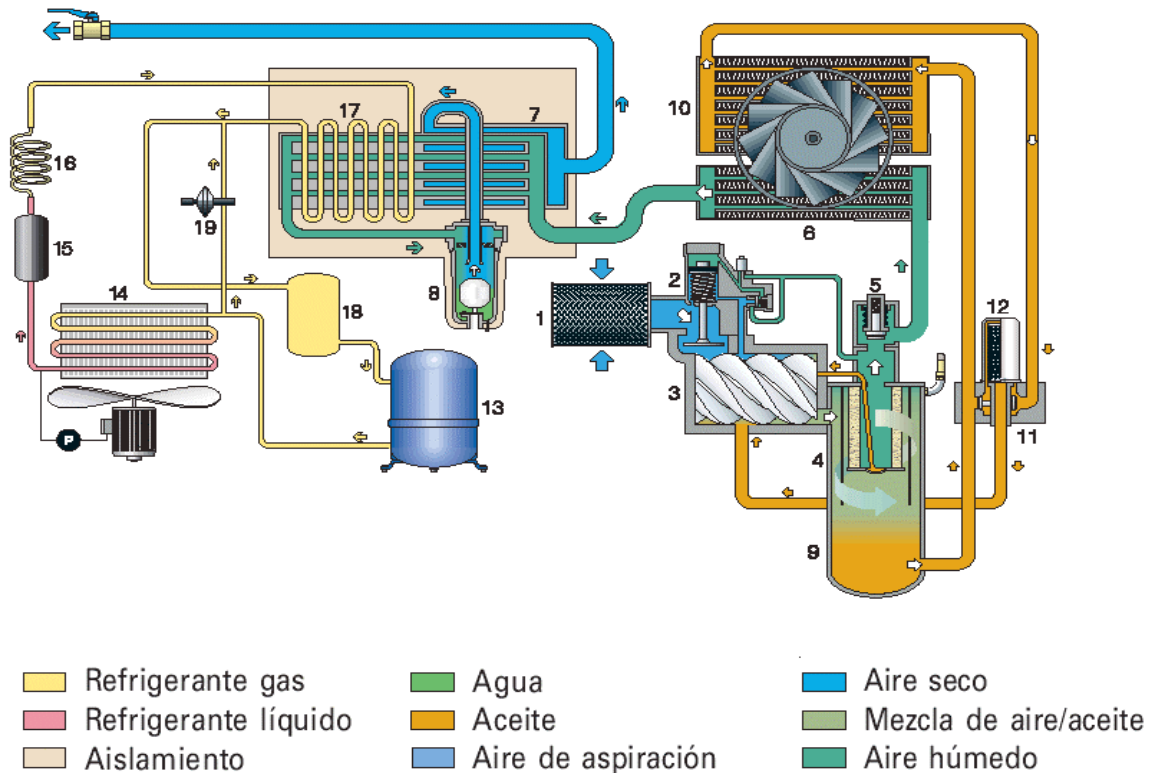 17
7
10
16
19
6
15
2
5
8
12
14
18
1
3
13
11
4
P
9
Refrigerante gas
Agua
Aire seco
Refrigerante líquido
Aceite
Mezcla de aire/aceite
Aislamiento
Aire de aspiración
Aire húmedo